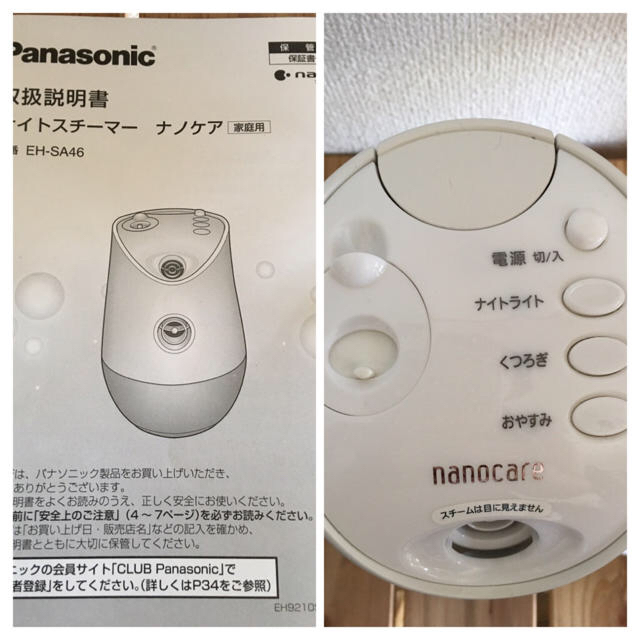 Panasonic
保管
保証書
取扱説明書
ナイトスチーマー ナノケア 家庭用
番 EH-SA46
は、パナソニック製品をお買い上げいただき、
ありがとうございます。
明書をよくお読みのうえ、正しく安全にお使いください。
前に「安全上のご注意」(4～7ページ)を必ずお読みください。
は「お買い上げ日・販売店名」などの記入を確かめ、
明書とともに大切に保管してください。
ニックの会員サイト「CLUB Panasonic」で
者登録」をしてください。(詳しくはP34をご参照)
EH9210
電源 切/入
ナイトライト
くつろぎ
おやすみ
nanocare
スチームは目に見えません